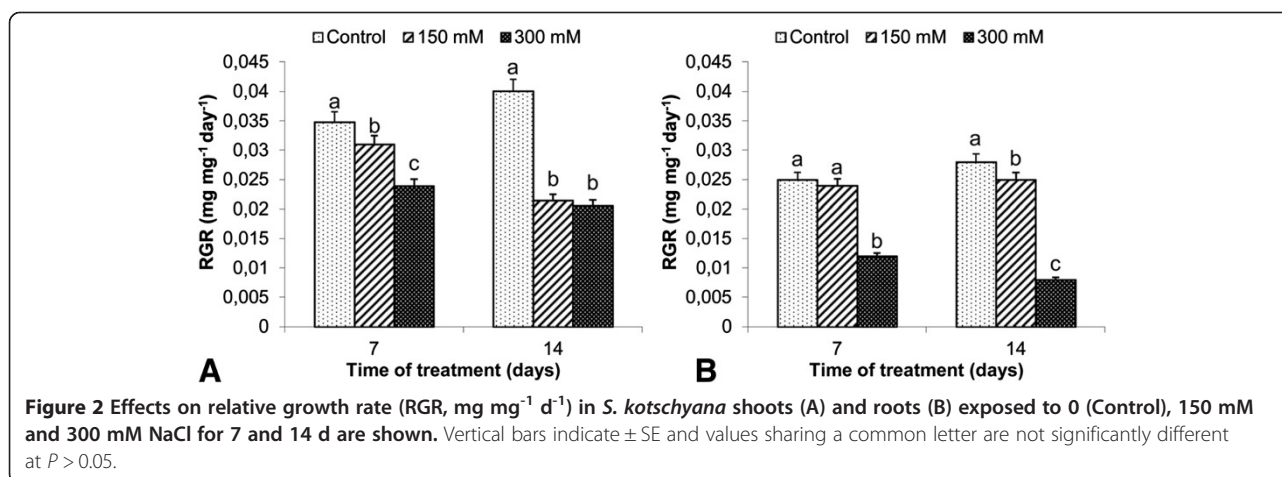 Control 150 mM 300 mM
0,045
0,04
0,035
0,03
0,025
0,02
0,015
0,01
0,005
0
RGR (mg mg⁻¹ day⁻¹)
a
b
c
a
b
b
7
14
Time of treatment (days)
A
Control 150 mM 300 mM
0,045
0,04
0,035
0,03
0,025
0,02
0,015
0,01
0,005
0
RGR (mg mg⁻¹ day⁻¹)
a
a
b
a
b
c
7
14
Time of treatment (days)
B
Figure 2 Effects on relative growth rate (RGR, mg mg⁻¹ d⁻¹) in S. kotschyana shoots (A) and roots (B) exposed to 0 (Control), 150 mM
and 300 mM NaCl for 7 and 14 d are shown. Vertical bars indicate ± SE and values sharing a common letter are not significantly different
at P > 0.05.